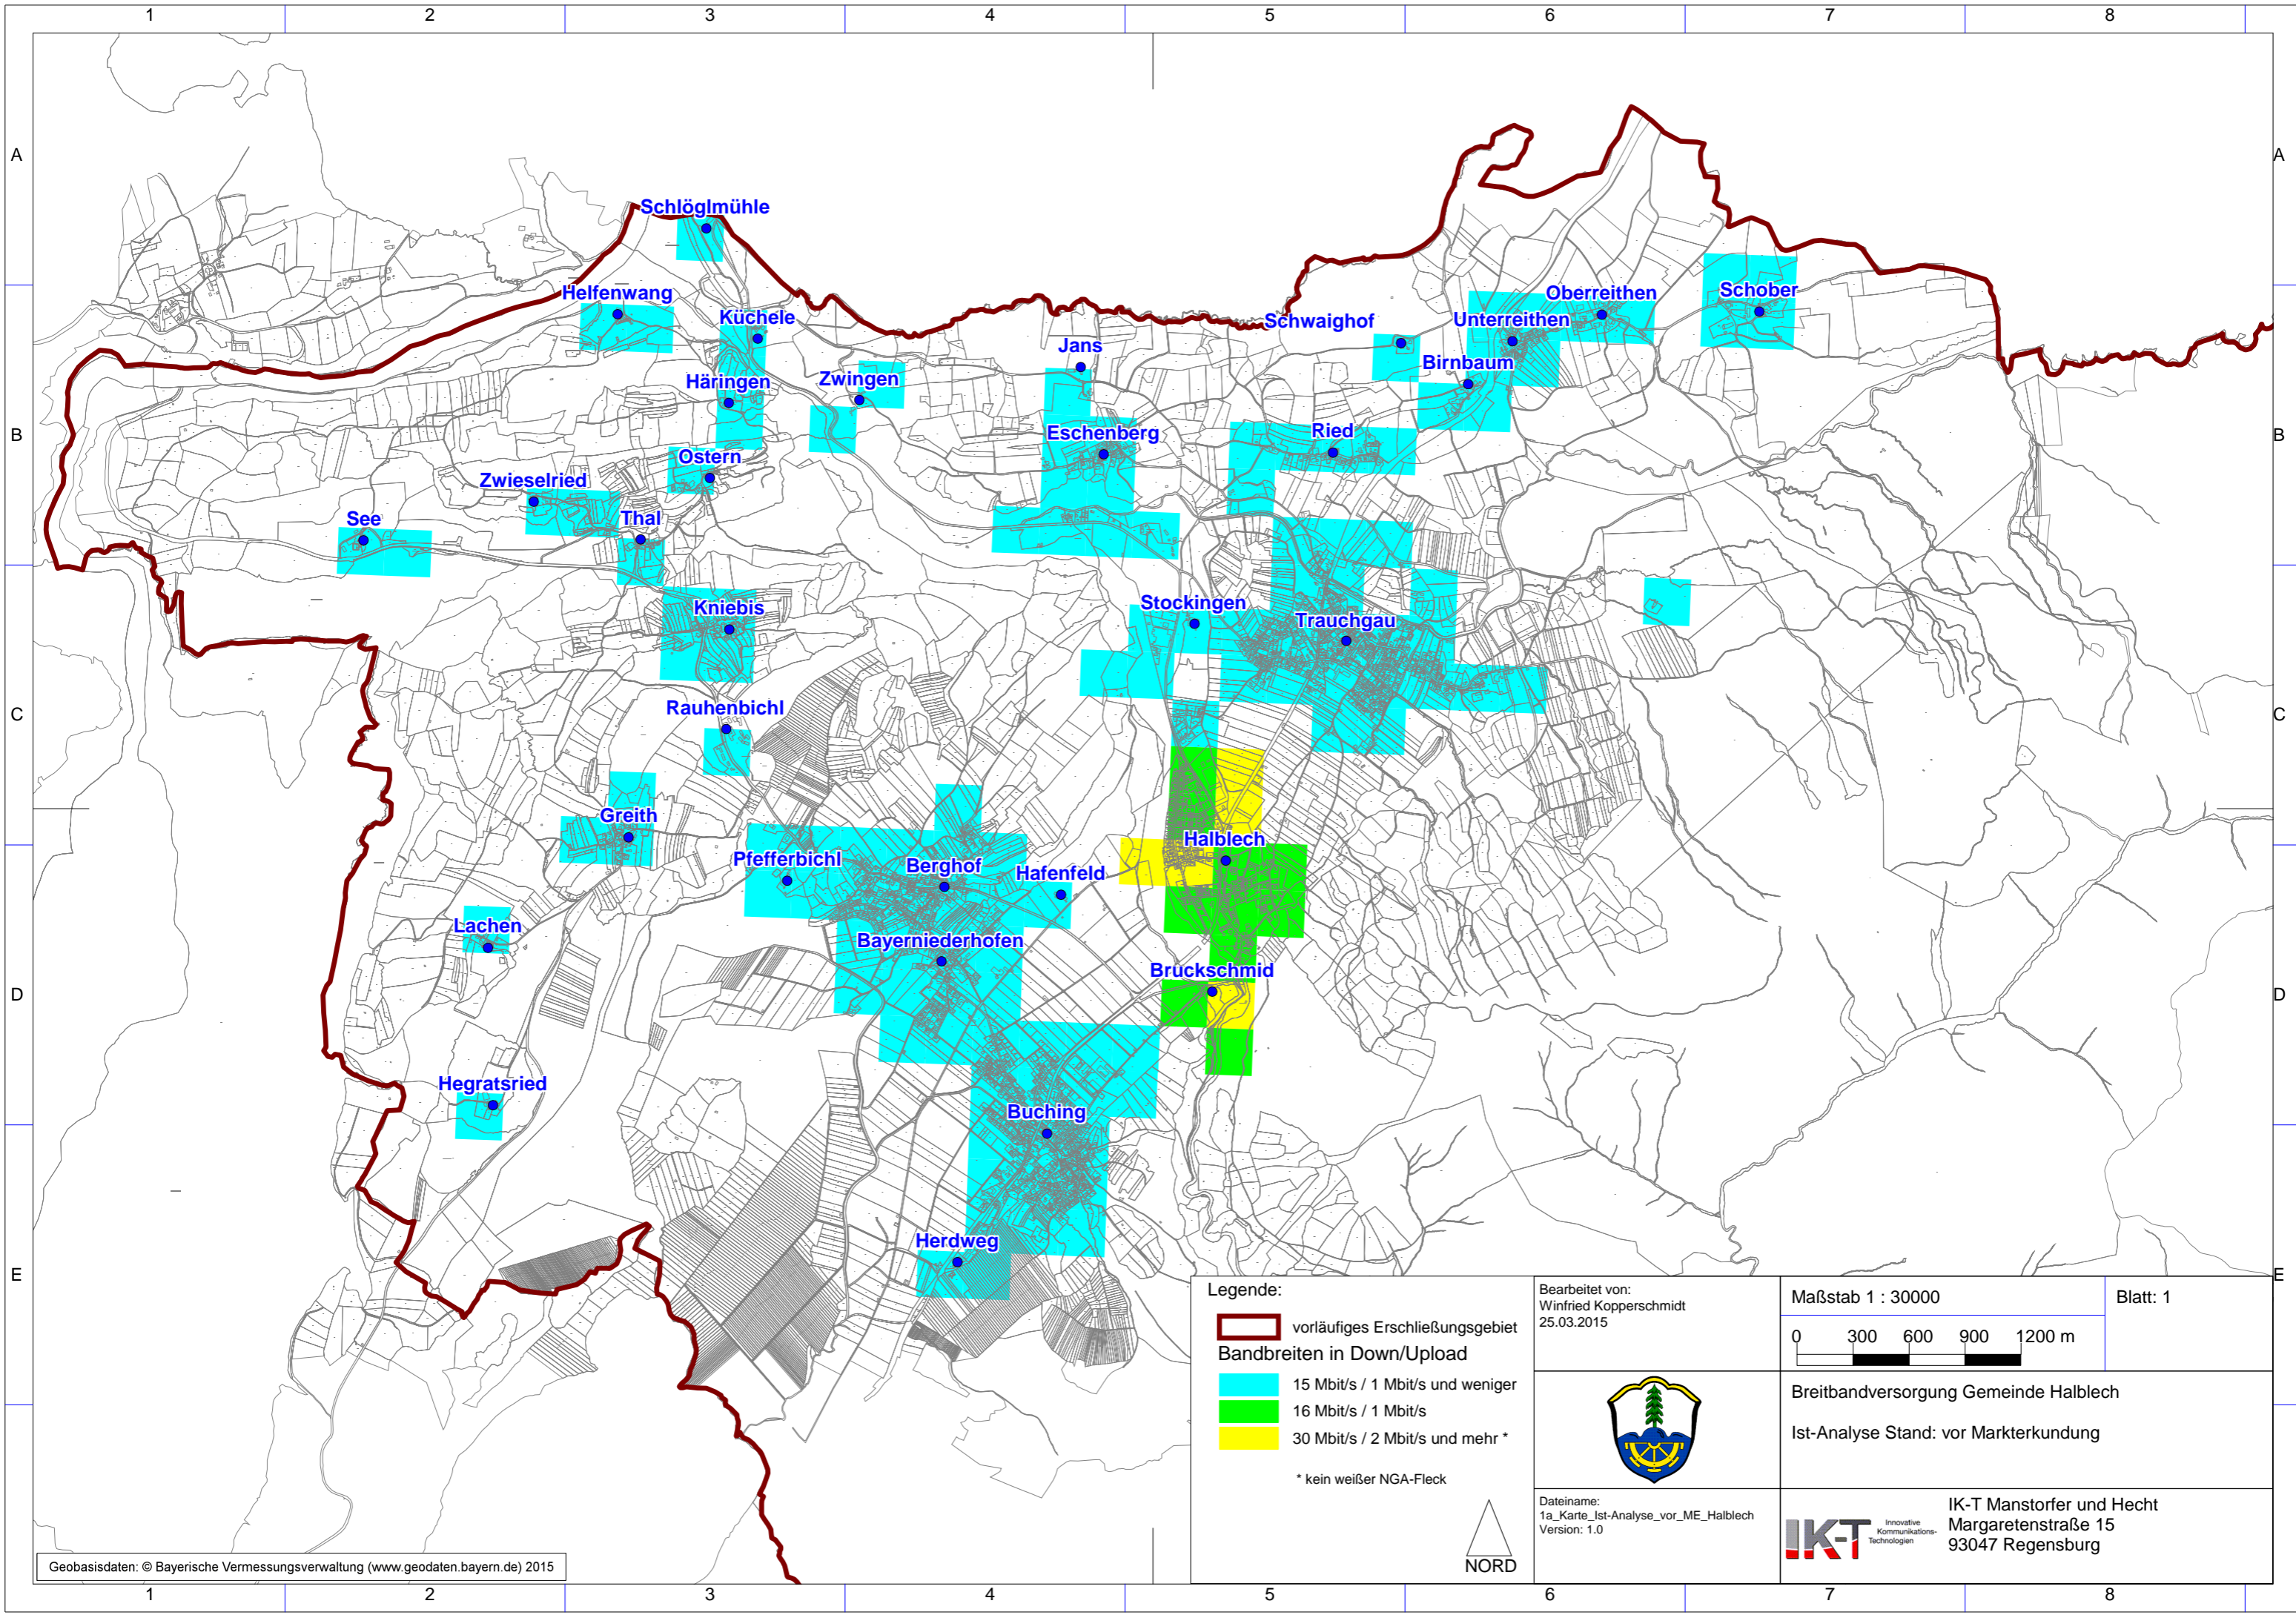 1 2 3 4 5 6 7 8
A A
Schlöglmühle
Helfenwang
Küchele
Oberreithen
Schober
Schwaighof
Unterreithen
Jans
Birnbaum
Häringen
Zwingen
B B
Eschenberg
Ried
Ostern
Zwieselried
See
Thal
Stockingen
Kniebis
Trauchgau
Rauhenbichl
C C
Greith
Halblech
Pfefferbichl
Berghof
Hafenfeld
Lachen
Bayerniederhofen
Bruckschmid
D D
Hegratsried
Buching
Herdweg
E E
Legende:
vorläufiges Erschließungsgebiet
Bandbreiten in Down/Upload
15 Mbit/s / 1 Mbit/s und weniger
16 Mbit/s / 1 Mbit/s
30 Mbit/s / 2 Mbit/s und mehr *
* kein weißer NGA-Fleck
NORD
Bearbeitet von:
Winfried Kopperschmidt
25.03.2015
Maßstab 1 : 30000
Blatt: 1
0 300 600 900 1200 m
Breitbandversorgung Gemeinde Halblech
Ist-Analyse Stand: vor Markterkundung
Dateiname:
1a_Karte_Ist-Analyse_vor_ME_Halblech
Version: 1.0
IK-T
Innovative
Kommunikations-
Technologien
IK-T Manstorfer und Hecht
Margaretenstraße 15
93047 Regensburg
Geobasisdaten: © Bayerische Vermessungsverwaltung (www.geodaten.bayern.de) 2015
1 2 3 4 5 6 7 8